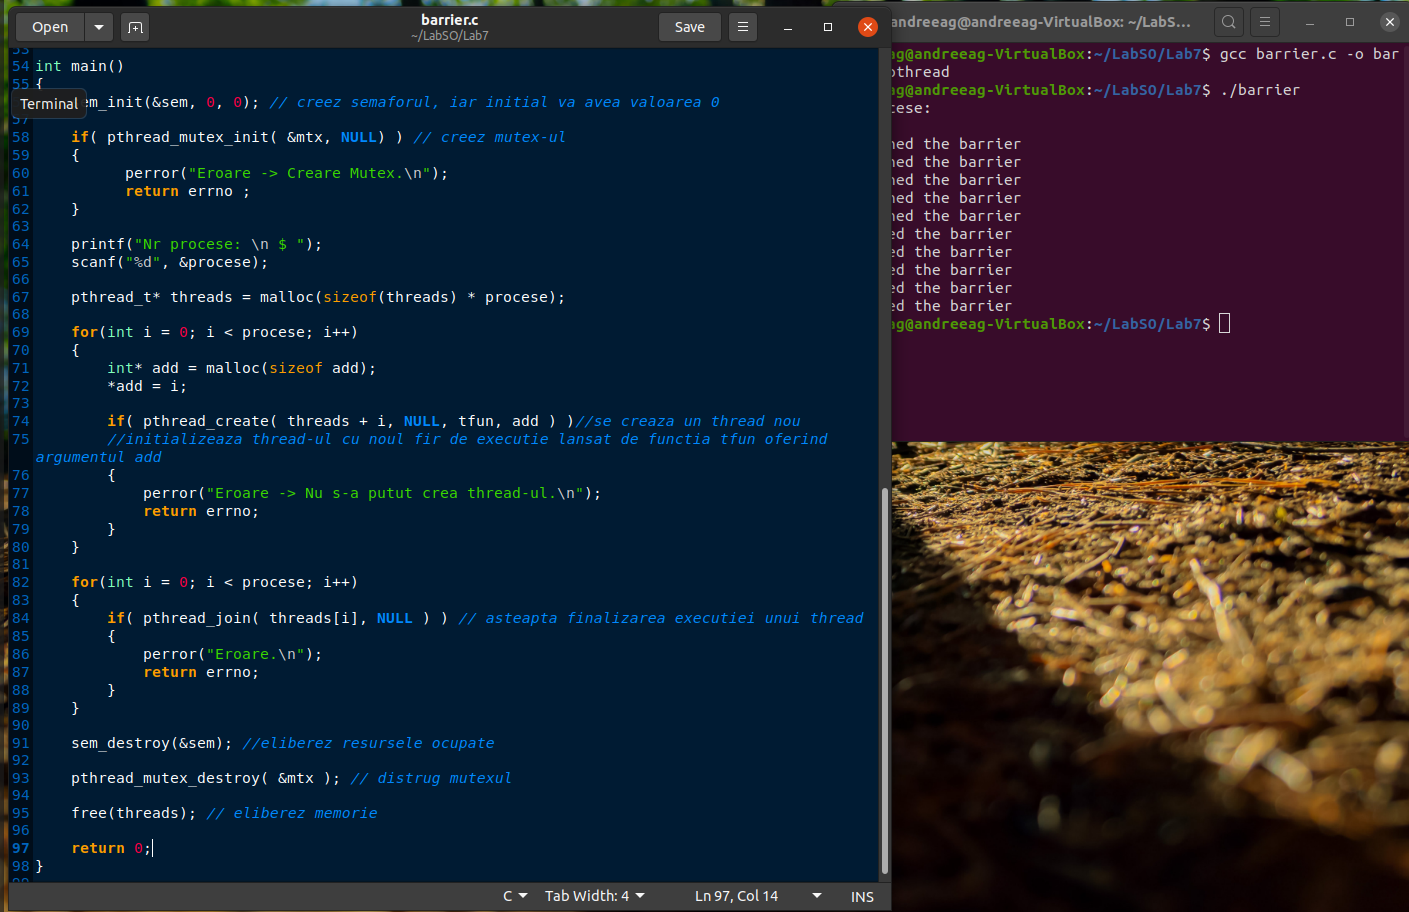 Open
barrier.c
~/LabSO/Lab7
Save
53
54 int main()
55 {
Terminal
em_init(&sem, 0, 0); // creez semaforul, iar initial va avea valoarea 0
57
58 if( pthread_mutex_init( &mtx, NULL) ) // creez mutex-ul
59 {
60 perror("Eroare -> Creare Mutex.\n");
61 return errno ;
62 }
63
64 printf("Nr procese: \n $ ");
65 scanf("%d", &procese);
66
67 pthread_t* threads = malloc(sizeof(threads) * procese);
68
69 for(int i = 0; i < procese; i++)
70 {
71 int* add = malloc(sizeof add);
72 *add = i;
73
74 if( pthread_create( threads + i, NULL, tfun, add ) )//se creaza un thread nou
75 //initializeaza thread-ul cu noul fir de executie lansat de functia tfun oferind
argumentul add
76 {
77 perror("Eroare -> Nu s-a putut crea thread-ul.\n");
78 return errno;
79 }
80 }
81
82 for(int i = 0; i < procese; i++)
83 {
84 if( pthread_join( threads[i], NULL ) ) // asteapta finalizarea executiei unui thread
85 {
86 perror("Eroare.\n");
87 return errno;
88 }
89 }
90
91 sem_destroy(&sem); //eliberez resursele ocupate
92
93 pthread_mutex_destroy( &mtx ); // distrug mutexul
94
95 free(threads); // eliberez memorie
96
97 return 0;
98 }
C Tab Width: 4 Ln 97, Col 14 INS
andreeag@andreeag-VirtualBox: ~/LabS...
ag@andreeag-VirtualBox:~/LabSO/Lab7$ gcc barrier.c -o bar
pthread
ag@andreeag-VirtualBox:~/LabSO/Lab7$ ./barrier
cese:
hed the barrier
hed the barrier
hed the barrier
hed the barrier
hed the barrier
ed the barrier
ed the barrier
ed the barrier
ed the barrier
ed the barrier
ag@andreeag-VirtualBox:~/LabSO/Lab7$